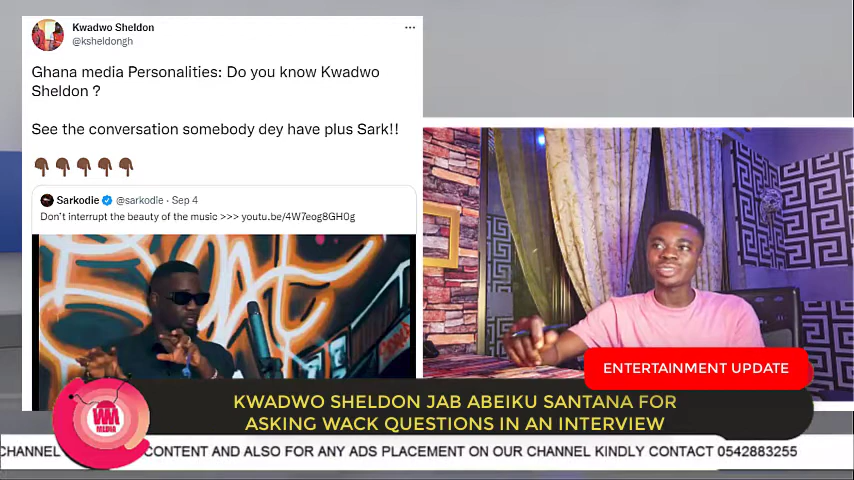 Kwadwo Sheldon
@ksheldongh
Ghana media Personalities: Do you know Kwadwo
Sheldon ?
See the conversation somebody dey have plus Sark!!
Sarkodie @sarkodie · Sep 4
Don't interrupt the beauty of the music >>> youtu.be/4W7eog8GH0g
ENTERTAINMENT UPDATE
KWADWO SHELDON JAB ABEIKU SANTANA FOR
ASKING WACK QUESTIONS IN AN INTERVIEW
WM
MEDIA
CHANNEL CONTENT AND ALSO FOR ANY ADS PLACEMENT ON OUR CHANNEL KINDLY CONTACT 0542883255